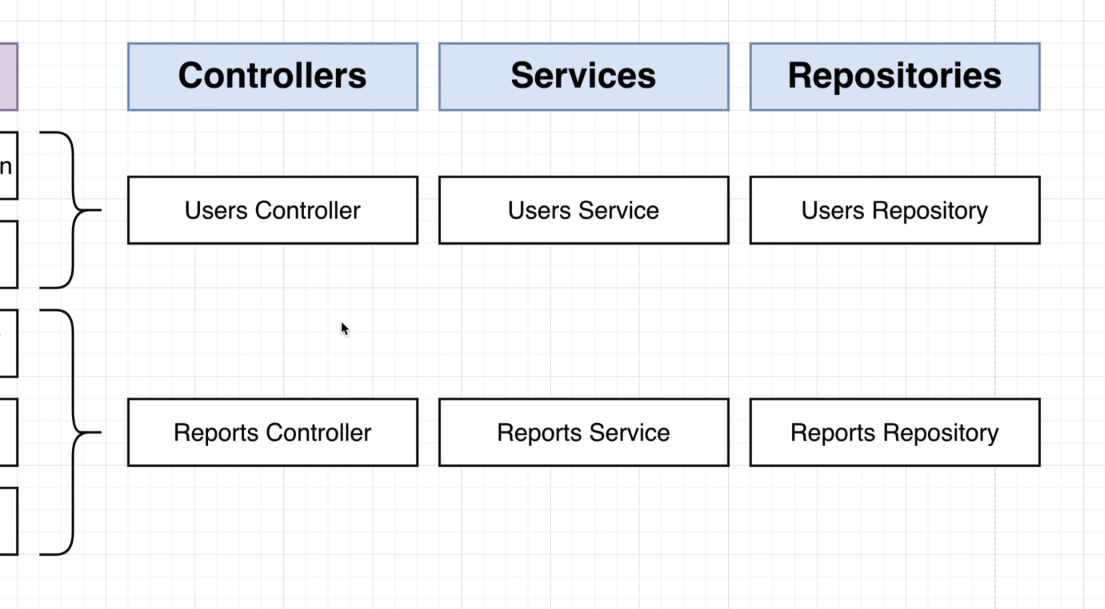 Controllers
Services
Repositories
n
Users Controller
Users Service
Users Repository
Reports Controller
Reports Service
Reports Repository